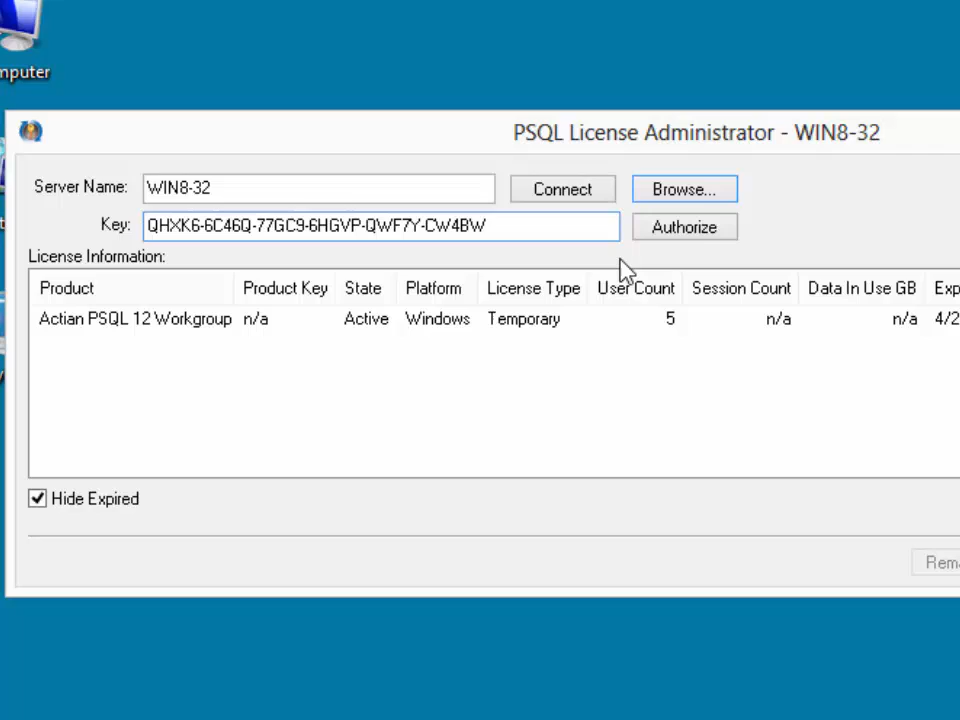 mputer
PSQL License Administrator - WIN8-32
Server Name: WIN8-32 Connect Browse...
Key: QHXK6-6C46Q-77GC9-6HGVP-QWF7Y-CW4BW Authorize
License Information:
Product Product Key State Platform License Type User Count Session Count Data In Use GB Exp
Actian PSQL 12 Workgroup n/a Active Windows Temporary 5 n/a n/a 4/2
Hide Expired
Rem